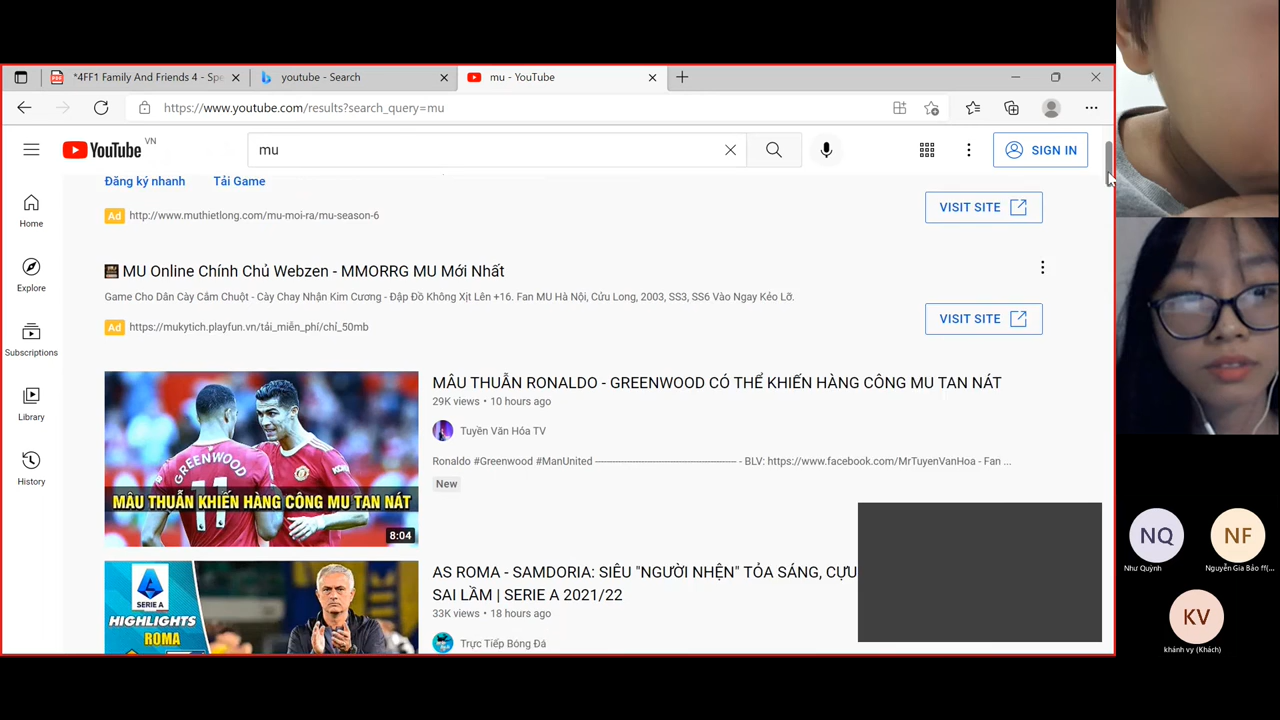 *4FF1 Family And Friends 4 - Spe
youtube - Search
mu - YouTube
https://www.youtube.com/results?search_query=mu
YouTube VN
mu
SIGN IN
Home
Explore
Subscriptions
Library
History
Đăng ký nhanh
Tải Game
Ad http://www.muthietlong.com/mu-moi-ra/mu-season-6
VISIT SITE
MU Online Chính Chủ Webzen - MMORRG MU Mới Nhất
Game Cho Dân Cày Cắm Chuột - Cày Chay Nhận Kim Cương - Đập Đồ Không Xịt Lên +16. Fan MU Hà Nội, Cửu Long, 2003, SS3, SS6 Vào Ngay Kẻo Lỡ.
Ad https://mukytich.playfun.vn/tải_miễn_phí/chỉ_50mb
VISIT SITE
GREENWOOD
11
MÂU THUẪN KHIẾN HÀNG CÔNG MU TAN NÁT
8:04
MÂU THUẪN RONALDO - GREENWOOD CÓ THỂ KHIẾN HÀNG CÔNG MU TAN NÁT
29K views • 10 hours ago
Tuyền Văn Hóa TV
Ronaldo #Greenwood #ManUnited ---------------------------------------- - BLV: https://www.facebook.com/MrTuyenVanHoa - Fan ...
New
SERIE A
HIGHLIGHTS
ROMA
AS ROMA - SAMDORIA: SIÊU "NGƯỜI NHỆN" TỎA SÁNG, CỰU
SAI LẦM | SERIE A 2021/22
33K views • 18 hours ago
Trực Tiếp Bóng Đá
NQ
Như Quỳnh
NF
Nguyễn Gia Bảo ff(...
KV
khánh vy (Khách)